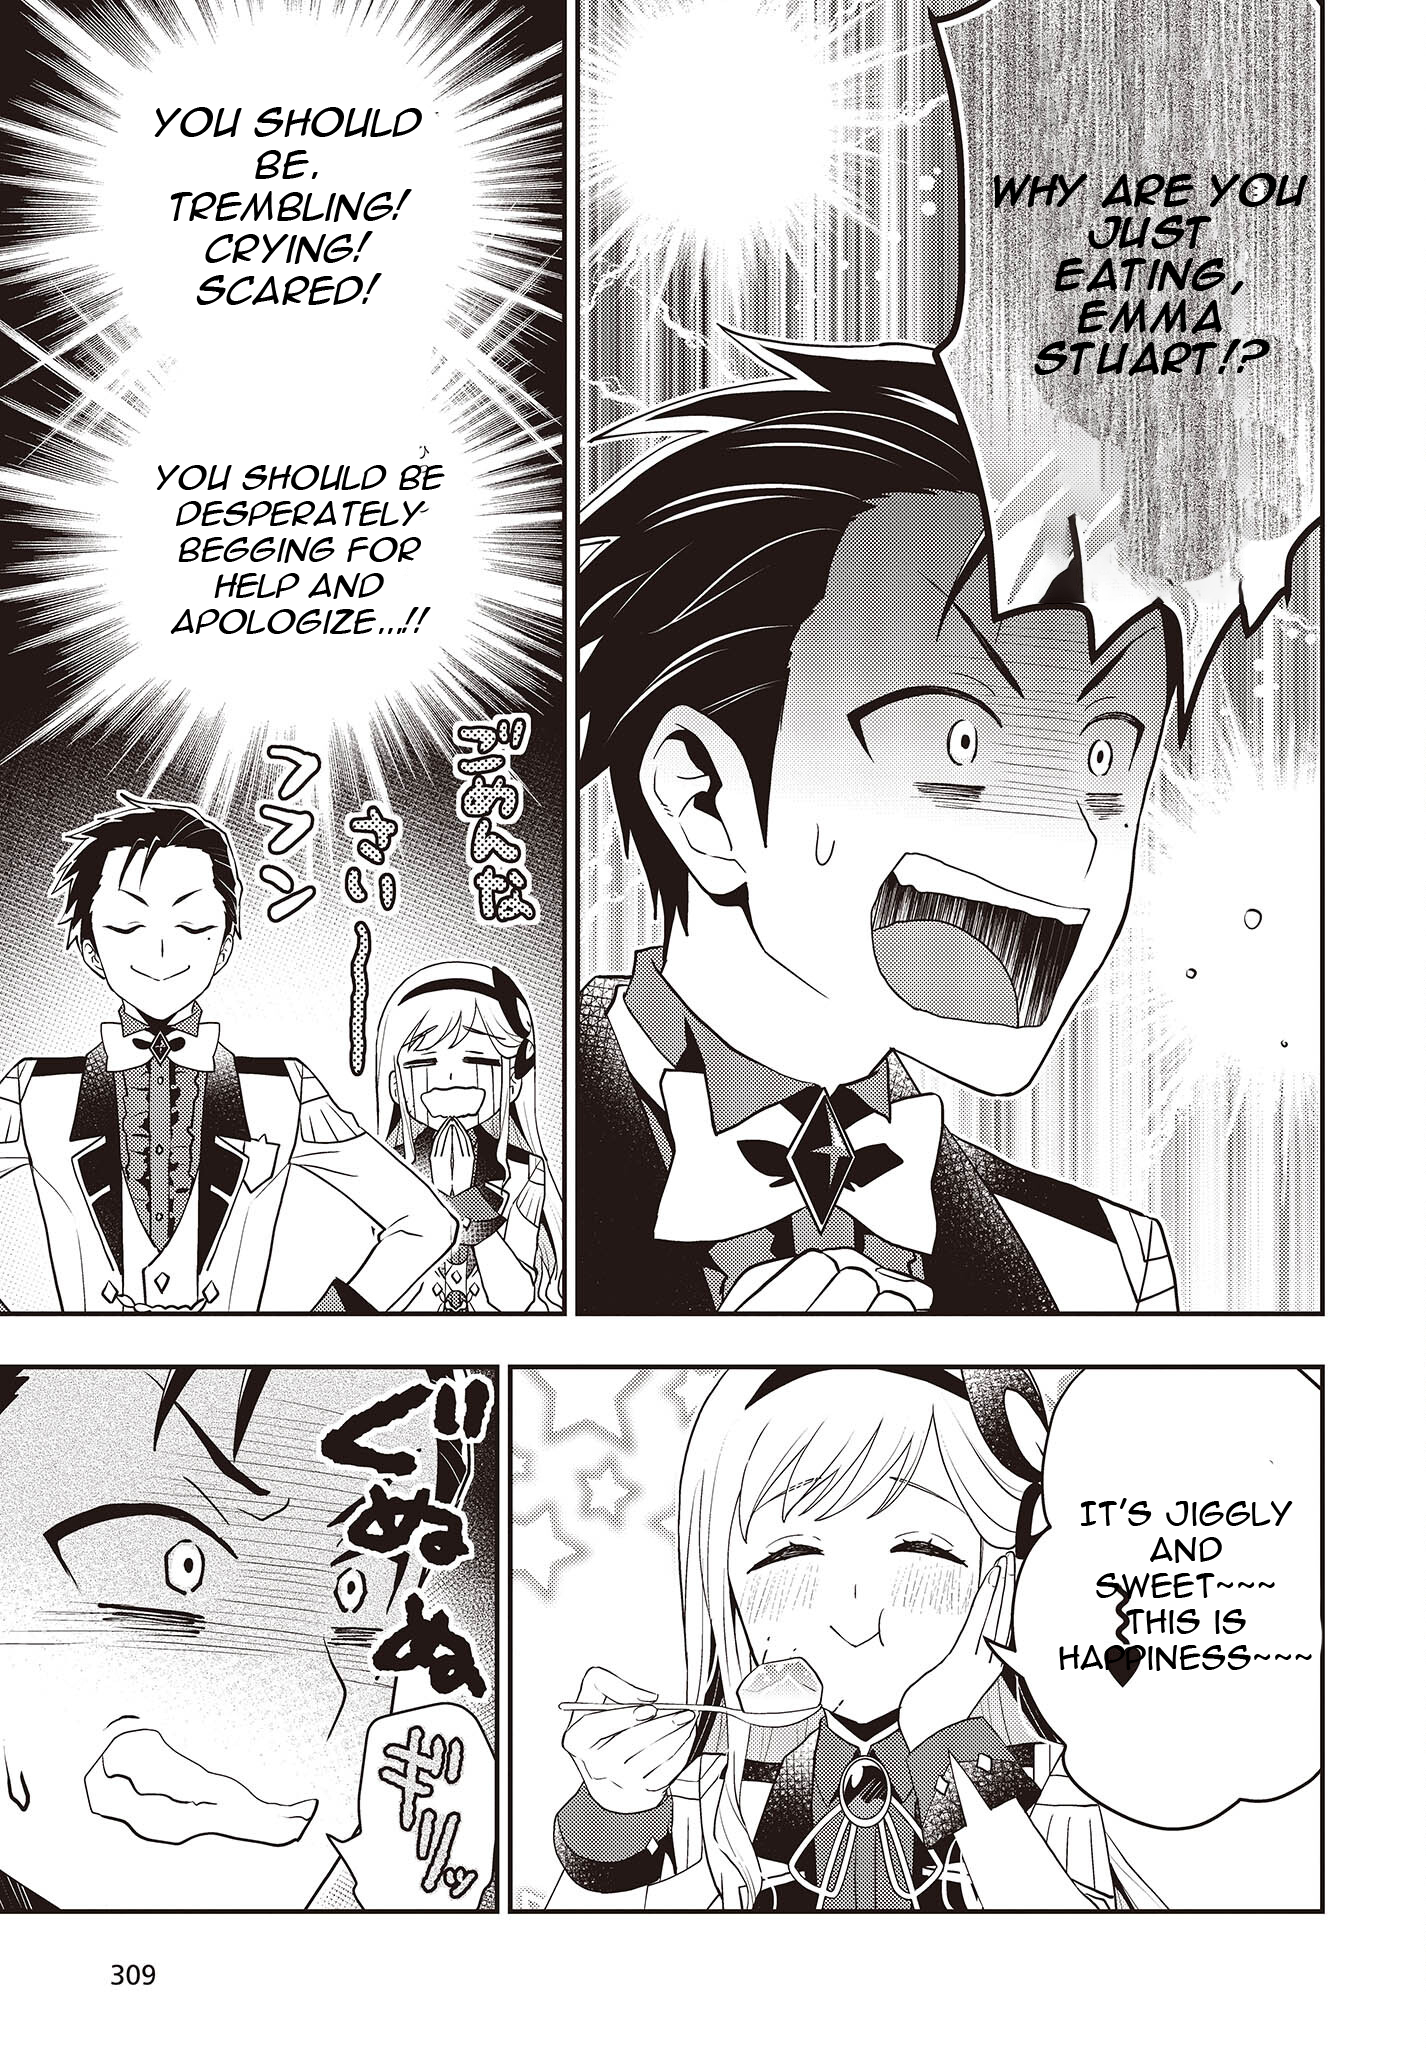 WHY ARE YOU
JUST
EATING,
EMMA
STUART!?
YOU SHOULD
BE,
TREMBLING!
CRYING!
SCARED!
YOU SHOULD BE
DESPERATELY
BEGGING FOR
HELP AND
APOLOGIZE...!!
ごめんな
さい〜
フフンフン
IT'S JIGGLY
AND
SWEET~~~
THIS IS
HAPPINESS~~~
ぐぬぬ
ギリッ
309